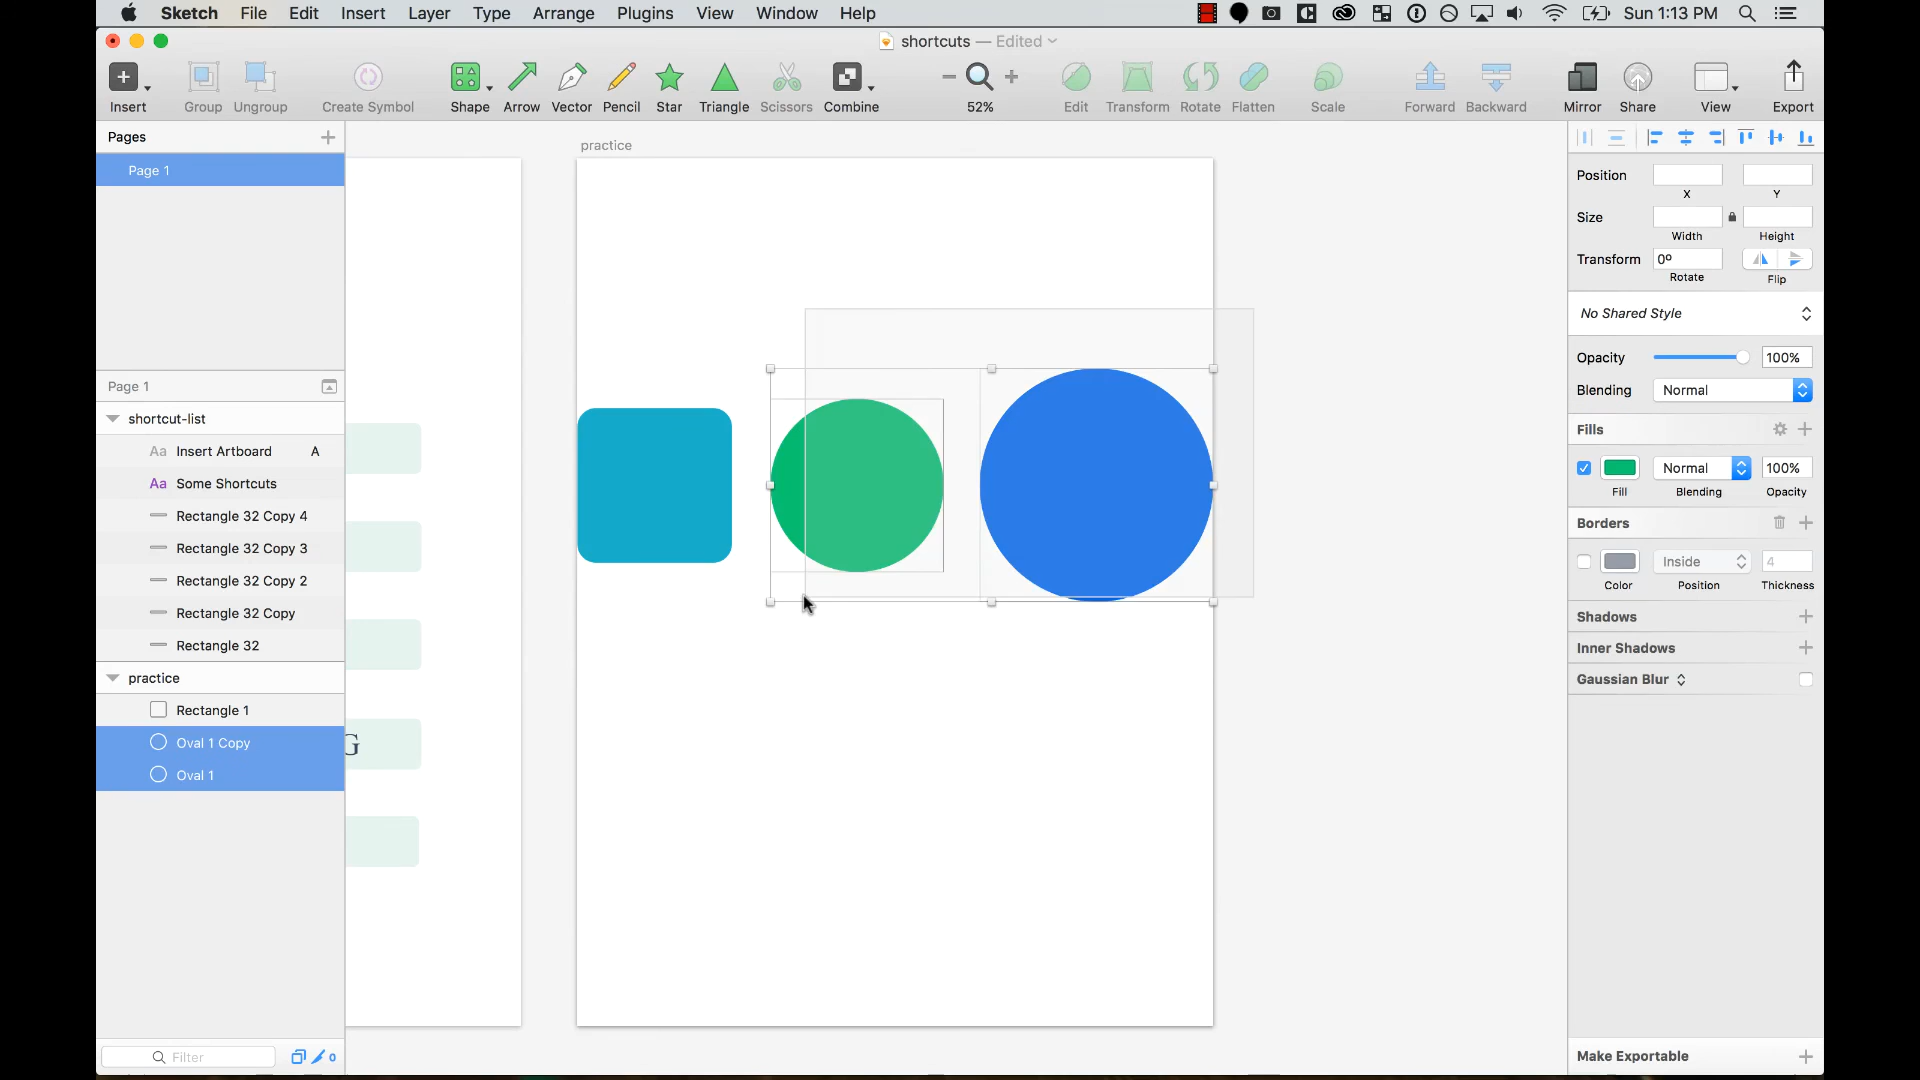 Sketch File Edit Insert Layer Type Arrange Plugins View Window Help Sun 1:13 PM
shortcuts — Edited
Insert Group Ungroup Create Symbol Shape Arrow Vector Pencil Star Triangle Scissors Combine 52% Edit Transform Rotate Flatten Scale Forward Backward Mirror Share View Export
Pages
Page 1
Page 1
shortcut-list
Aa Insert Artboard A
Aa Some Shortcuts
Rectangle 32 Copy 4
Rectangle 32 Copy 3
Rectangle 32 Copy 2
Rectangle 32 Copy
Rectangle 32
practice
Rectangle 1
Oval 1 Copy
Oval 1
Filter 0
G
practice
Position
X Y
Size
Width Height
Transform 0º
Rotate Flip
No Shared Style
Opacity 100%
Blending Normal
Fills
Normal 100%
Fill Blending Opacity
Borders
Inside 4
Color Position Thickness
Shadows
Inner Shadows
Gaussian Blur
Make Exportable